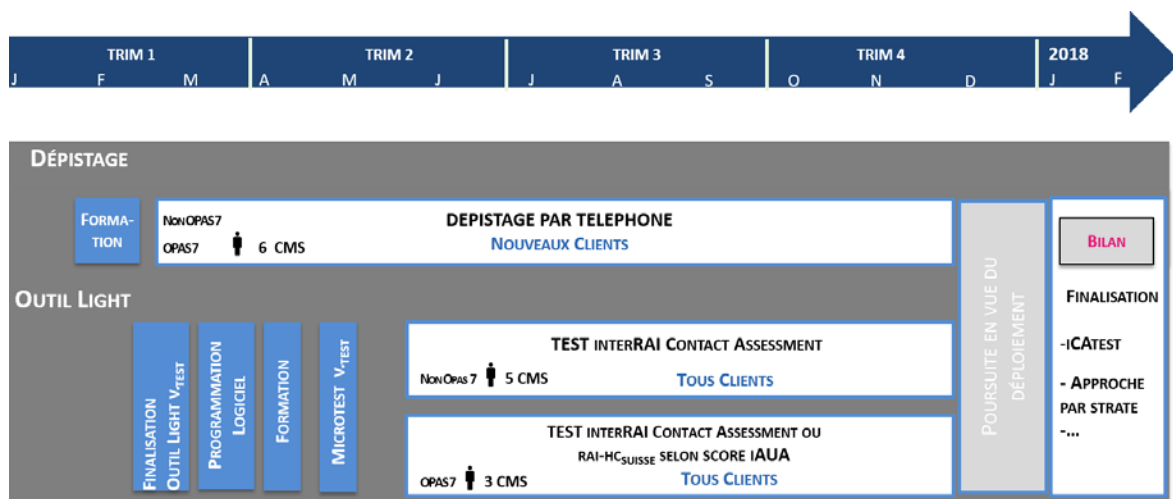 TRIM 1 TRIM 2 TRIM 3 TRIM 4 2018
J F M A M J J A S O N D J F
DÉPISTAGE
FORMA-
TION
NONOPAS7
OPAS7 6 CMS
DEPISTAGE PAR TELEPHONE
NOUVEAUX CLIENTS
OUTIL LIGHT
FINALISATION
OUTIL LIGHT VTEST
PROGRAMMATION
LOGICIEL
FORMATION
MICROTEST VTEST
TEST INTERRAI CONTACT ASSESSMENT
NONOPAS 7 5 CMS TOUS CLIENTS
TEST INTERRAI CONTACT ASSESSMENT OU
RAI-HCSUISSE SELON SCORE IAUA
OPAS7 3 CMS TOUS CLIENTS
POURSUITE EN VUE DU
DÉPLOIEMENT
BILAN
FINALISATION
-ICATEST
- APPROCHE
PAR STRATE
-...